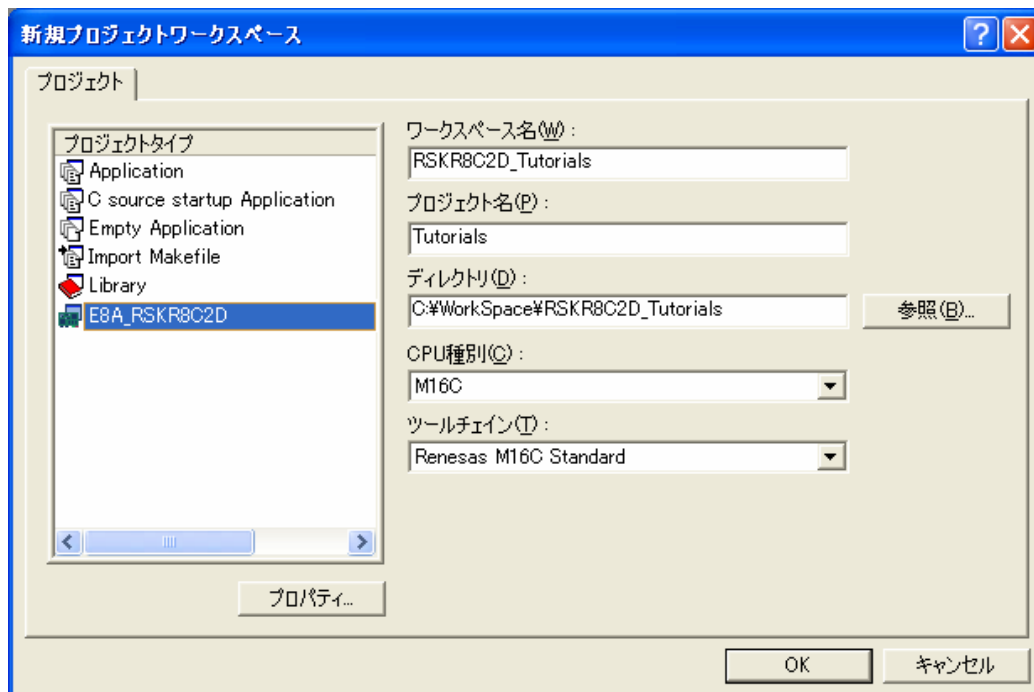 新規プロジェクトワークスペース
プロジェクト
プロジェクトタイプ
Application
C source startup Application
Empty Application
Import Makefile
Library
E8A_RSKR8C2D
プロパティ...
ワークスペース名(W):
RSKR8C2D_Tutorials
プロジェクト名(P):
Tutorials
ディレクトリ(D):
C:¥WorkSpace¥RSKR8C2D_Tutorials
参照(B)...
CPU種別(C):
M16C
ツールチェイン(T):
Renesas M16C Standard
OK
キャンセル